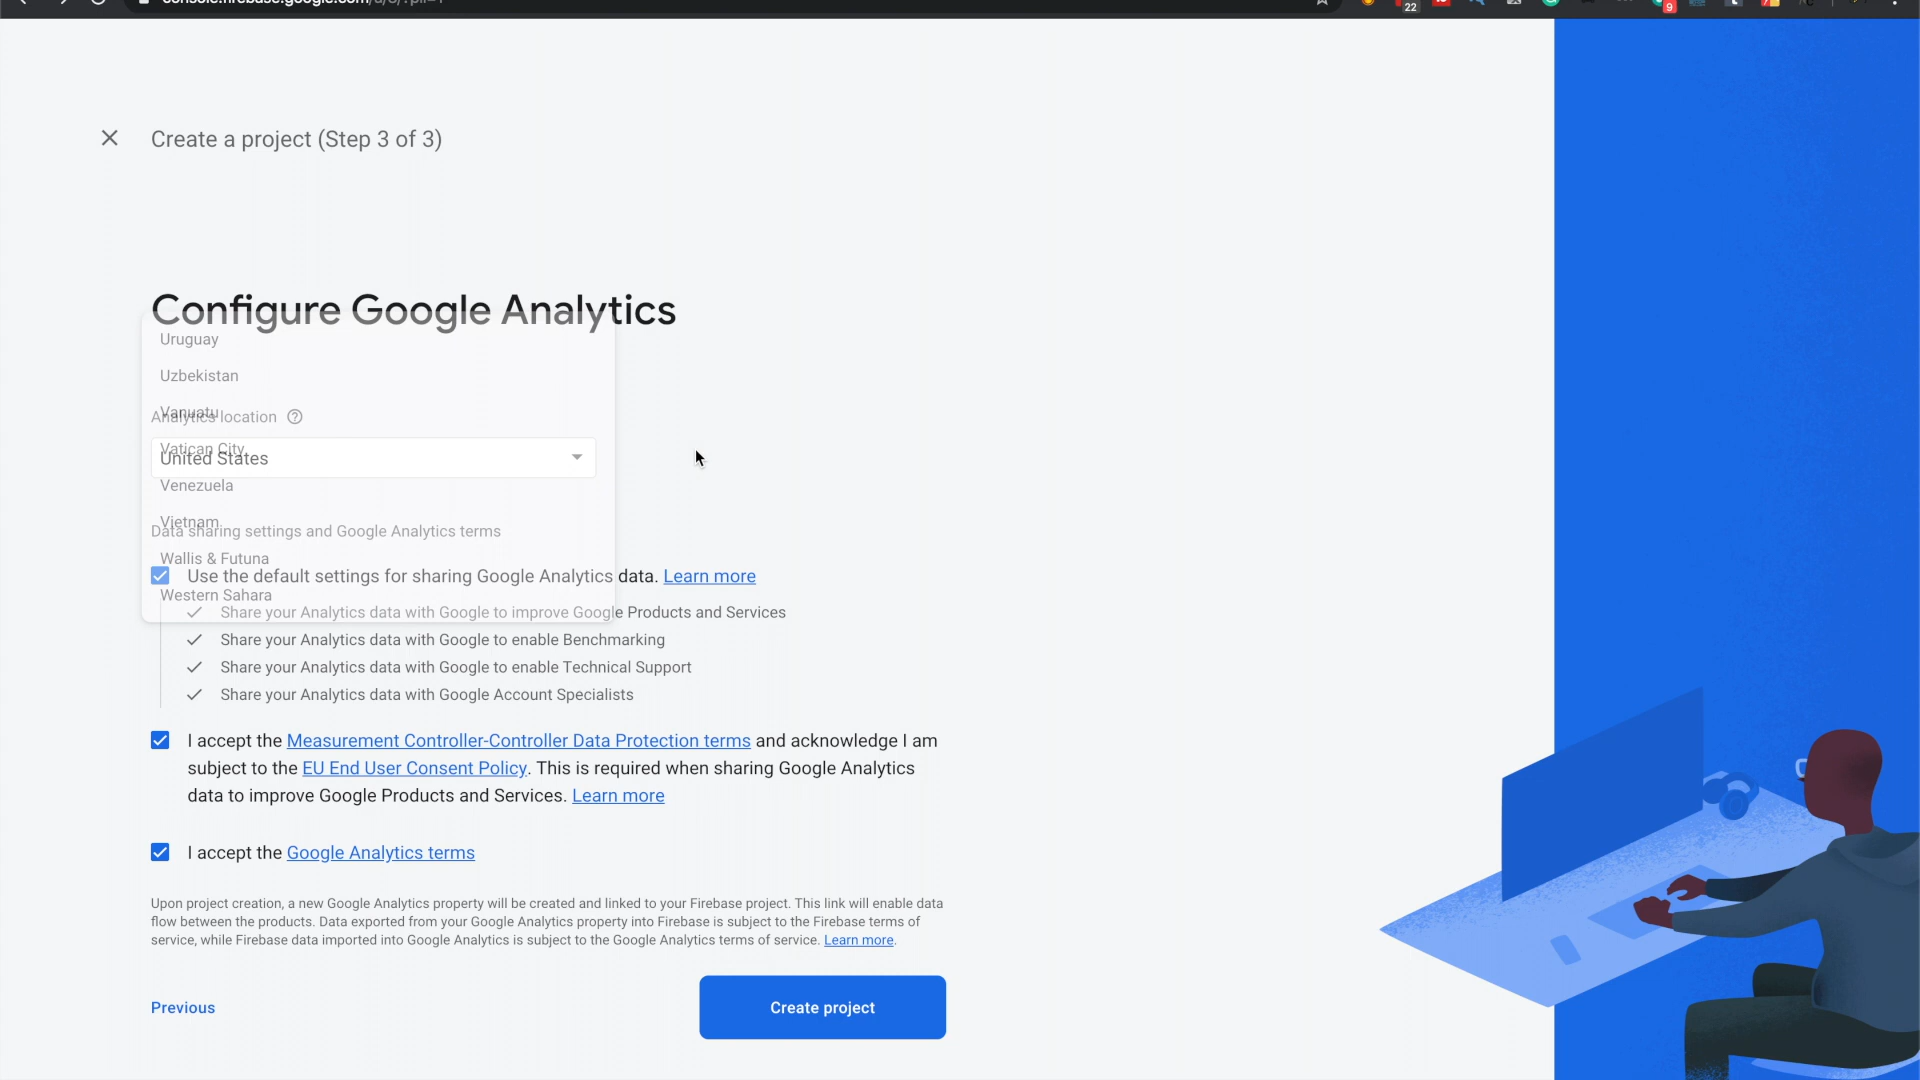 22
9
Create a project (Step 3 of 3)
Configure Google Analytics
Uruguay
Uzbekistan
Vanuatu
Analytics location
Vatican City
United States
Venezuela
Vietnam
Data sharing settings and Google Analytics terms
Wallis & Futuna
Use the default settings for sharing Google Analytics data. Learn more
Western Sahara
Share your Analytics data with Google to improve Google Products and Services
Share your Analytics data with Google to enable Benchmarking
Share your Analytics data with Google to enable Technical Support
Share your Analytics data with Google Account Specialists
I accept the Measurement Controller-Controller Data Protection terms and acknowledge I am
subject to the EU End User Consent Policy. This is required when sharing Google Analytics
data to improve Google Products and Services. Learn more
I accept the Google Analytics terms
Upon project creation, a new Google Analytics property will be created and linked to your Firebase project. This link will enable data
flow between the products. Data exported from your Google Analytics property into Firebase is subject to the Firebase terms of
service, while Firebase data imported into Google Analytics is subject to the Google Analytics terms of service. Learn more.
Previous
Create project